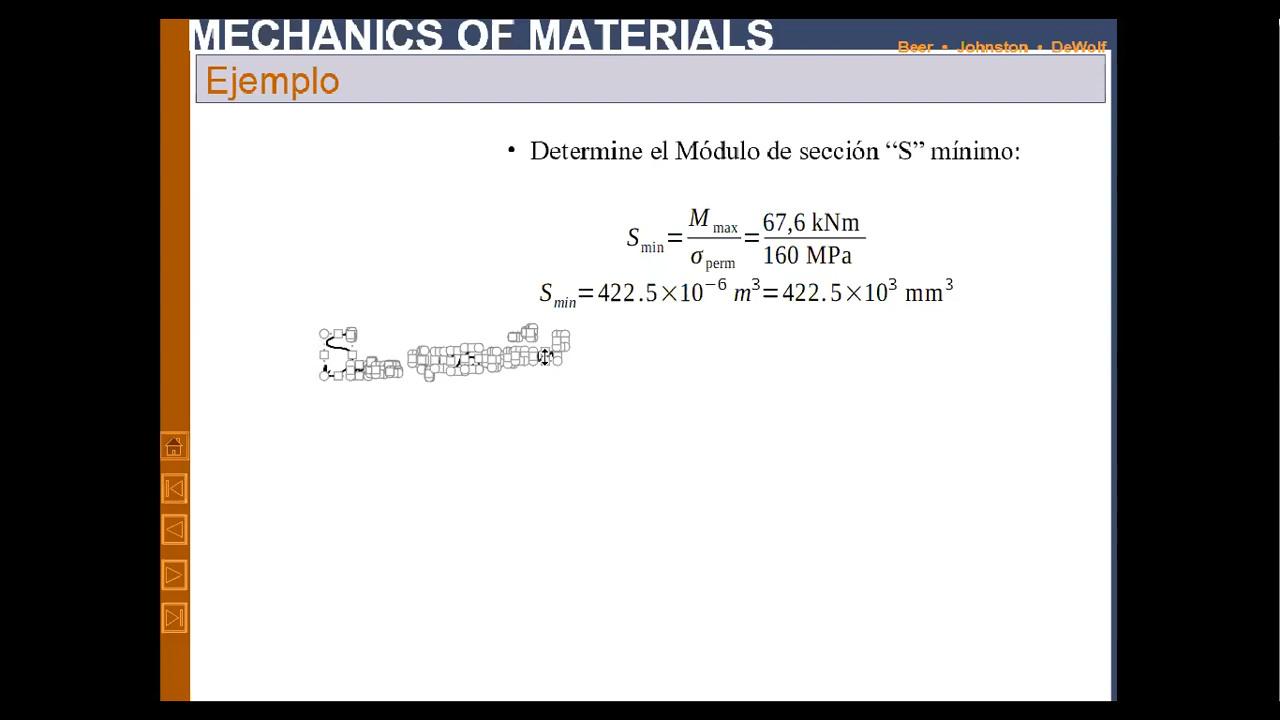 MECHANICS OF MATERIALS
Beer • Johnston • DeWolf
Ejemplo
• Determine el Módulo de sección “S” mínimo:
S_min = M_max / σ_perm = 67,6 kNm / 160 MPa
S_min = 422.5×10⁻⁶ m³ = 422.5×10³ mm³